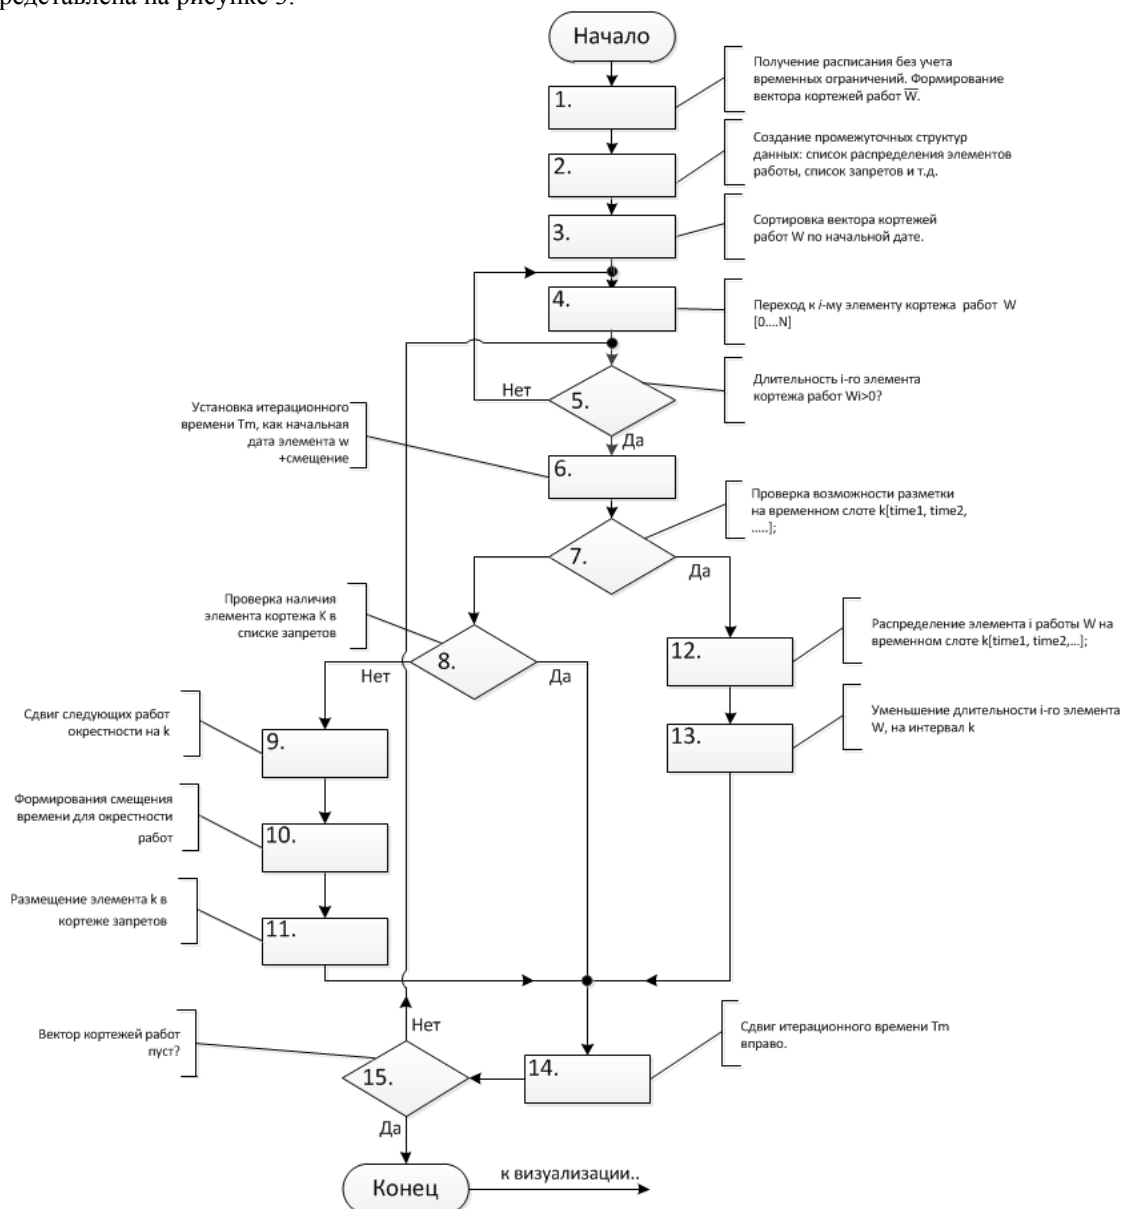 редставлена на рисунке 3.
Начало
1.
Получение расписания без учета
временных ограничений. Формирование
вектора кортежей работ W.
2.
Создание промежуточных структур
данных: список распределения элементов
работы, список запретов и т.д.
3.
Сортировка вектора кортежей
работ W по начальной дате.
4.
Переход к i-му элементу кортежа работ W
[0....N]
5.
Нет
Да
Длительность i-го элемента
кортежа работ Wi>0?
Установка итерационного
времени Tm, как начальная
дата элемента w
+смещение
6.
Проверка возможности разметки
на временном слоте k[time1, time2,
.....];
7.
Да
Проверка наличия
элемента кортежа K в
списке запретов
8.
Нет
Да
12.
Распределение элемента i работы W на
временном слоте k[time1, time2,...];
Сдвиг следующих работ
окрестности на k
9.
13.
Уменьшение длительности i-го элемента
W, на интервал k
Формирования смещения
времени для окрестности
работ
10.
Размещение элемента k в
кортеже запретов
11.
Вектор кортежей работ
пуст?
Нет
15.
Да
14.
Сдвиг итерационного времени Tm
вправо.
Конец
к визуализации..